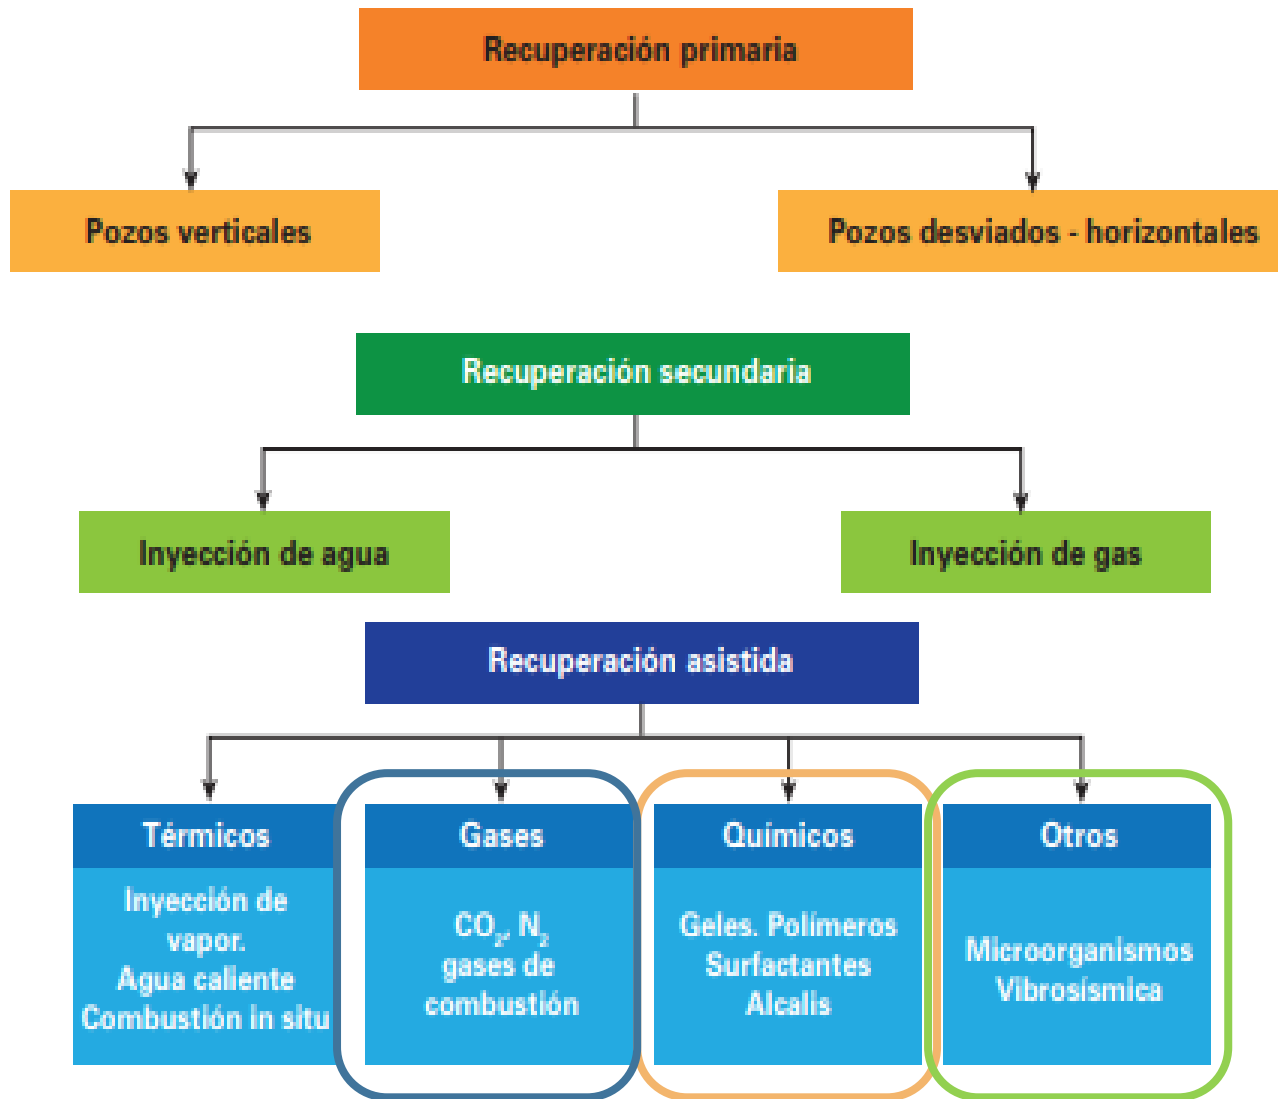 Recuperación primaria
Pozos verticales
Pozos desviados - horizontales
Recuperación secundaria
Inyección de agua
Inyección de gas
Recuperación asistida
Térmicos
Inyección de
vapor.
Agua caliente
Combustión in situ
Gases
CO₂, N₂
gases de
combustión
Químicos
Geles. Polímeros
Surfactantes
Alcalis
Otros
Microorganismos
Vibrosísmica